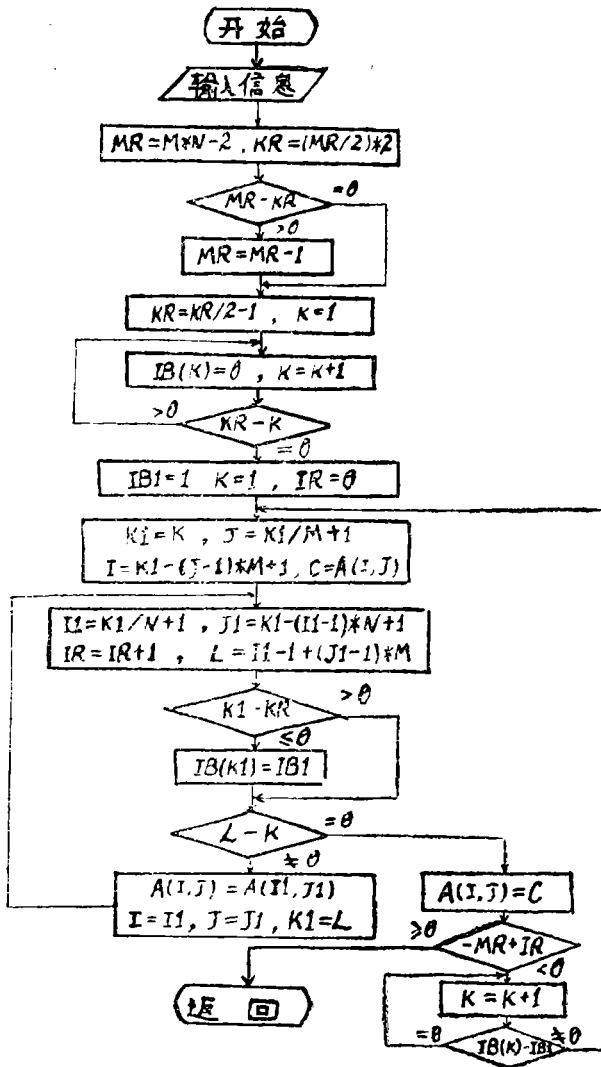 开始
输入信息
MR=M*N-2 , KR=(MR/2)*2
MR-KR
=0
>0
MR=MR-1
KR=KR/2-1 , K=1
IB(K)=0 , K=K+1
>0
KR-K
=0
IB1=1 K=1 , IR=0
K1=K , J=K1/M+1
I=K1-(J-1)*M+1, C=A(I,J)
I1=K1/N+1 , J1=K1-(I1-1)*N+1
IR=IR+1 , L=I1-1+(J1-1)*M
K1-KR
>0
≤0
IB(K1)=IB1
L-K
=0
≠0
A(I,J)=A(I1,J1)
I=I1, J=J1, K1=L
A(I,J)=C
≥0
-MR+IR
<0
返回
K=K+1
=0
IB(K)-IB1
≠0